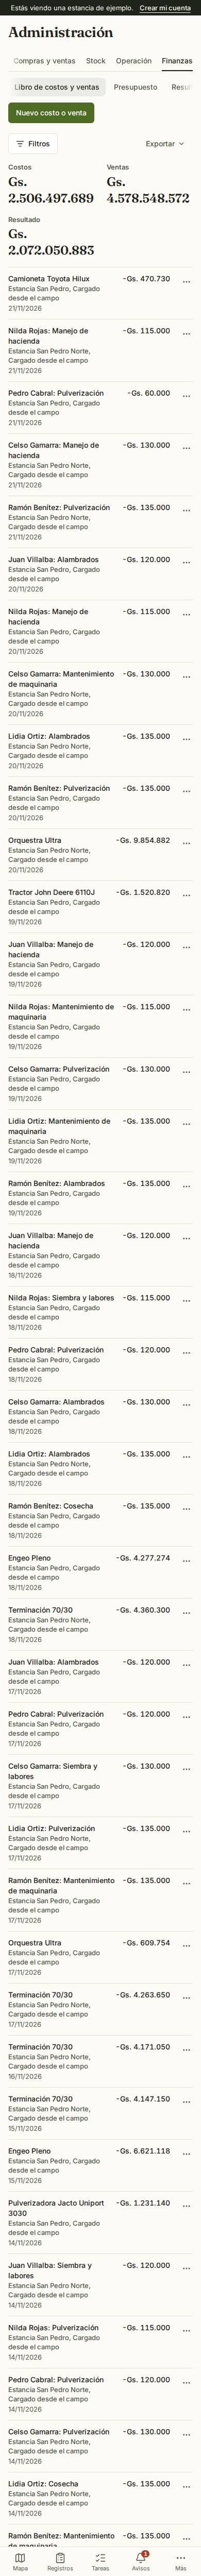 Estás viendo una estancia de ejemplo. Crear mi cuenta
Administración
Compras y ventas Stock Operación Finanzas
Libro de costos y ventas Presupuesto Resul
Nuevo costo o venta
Filtros Exportar
Costos Ventas
Gs. Gs.
2.506.497.689 4.578.548.572
Resultado
Gs.
2.072.050.883
Camioneta Toyota Hilux -Gs. 470.730
Estancia San Pedro, Cargado
desde el campo
21/11/2026
Nilda Rojas: Manejo de -Gs. 115.000
hacienda
Estancia San Pedro Norte,
Cargado desde el campo
21/11/2026
Pedro Cabral: Pulverización -Gs. 60.000
Estancia San Pedro, Cargado
desde el campo
21/11/2026
Celso Gamarra: Manejo de -Gs. 130.000
hacienda
Estancia San Pedro Norte,
Cargado desde el campo
21/11/2026
Ramón Benítez: Pulverización -Gs. 135.000
Estancia San Pedro Norte,
Cargado desde el campo
21/11/2026
Juan Villalba: Alambrados -Gs. 120.000
Estancia San Pedro, Cargado
desde el campo
20/11/2026
Nilda Rojas: Manejo de -Gs. 115.000
hacienda
Estancia San Pedro, Cargado
desde el campo
20/11/2026
Celso Gamarra: Mantenimiento -Gs. 130.000
de maquinaria
Estancia San Pedro Norte,
Cargado desde el campo
20/11/2026
Lidia Ortiz: Alambrados -Gs. 135.000
Estancia San Pedro Norte,
Cargado desde el campo
20/11/2026
Ramón Benítez: Pulverización -Gs. 135.000
Estancia San Pedro, Cargado
desde el campo
20/11/2026
Orquestra Ultra -Gs. 9.854.882
Estancia San Pedro Norte,
Cargado desde el campo
20/11/2026
Tractor John Deere 6110J -Gs. 1.520.820
Estancia San Pedro, Cargado
desde el campo
19/11/2026
Juan Villalba: Manejo de -Gs. 120.000
hacienda
Estancia San Pedro, Cargado
desde el campo
19/11/2026
Nilda Rojas: Mantenimiento de -Gs. 115.000
maquinaria
Estancia San Pedro, Cargado
desde el campo
19/11/2026
Celso Gamarra: Pulverización -Gs. 130.000
Estancia San Pedro, Cargado
desde el campo
19/11/2026
Lidia Ortiz: Mantenimiento de -Gs. 135.000
maquinaria
Estancia San Pedro Norte,
Cargado desde el campo
19/11/2026
Ramón Benítez: Alambrados -Gs. 135.000
Estancia San Pedro, Cargado
desde el campo
19/11/2026
Juan Villalba: Manejo de -Gs. 120.000
hacienda
Estancia San Pedro, Cargado
desde el campo
18/11/2026
Nilda Rojas: Siembra y labores -Gs. 115.000
Estancia San Pedro, Cargado
desde el campo
18/11/2026
Pedro Cabral: Pulverización -Gs. 120.000
Estancia San Pedro, Cargado
desde el campo
18/11/2026
Celso Gamarra: Alambrados -Gs. 130.000
Estancia San Pedro, Cargado
desde el campo
18/11/2026
Lidia Ortiz: Alambrados -Gs. 135.000
Estancia San Pedro Norte,
Cargado desde el campo
18/11/2026
Ramón Benítez: Cosecha -Gs. 135.000
Estancia San Pedro, Cargado
desde el campo
18/11/2026
Engeo Pleno -Gs. 4.277.274
Estancia San Pedro, Cargado
desde el campo
18/11/2026
Terminación 70/30 -Gs. 4.360.300
Estancia San Pedro Norte,
Cargado desde el campo
18/11/2026
Juan Villalba: Alambrados -Gs. 120.000
Estancia San Pedro, Cargado
desde el campo
17/11/2026
Pedro Cabral: Pulverización -Gs. 120.000
Estancia San Pedro, Cargado
desde el campo
17/11/2026
Celso Gamarra: Siembra y -Gs. 130.000
labores
Estancia San Pedro, Cargado
desde el campo
17/11/2026
Lidia Ortiz: Pulverización -Gs. 135.000
Estancia San Pedro Norte,
Cargado desde el campo
17/11/2026
Ramón Benítez: Mantenimiento -Gs. 135.000
de maquinaria
Estancia San Pedro, Cargado
desde el campo
17/11/2026
Orquestra Ultra -Gs. 609.754
Estancia San Pedro, Cargado
desde el campo
17/11/2026
Terminación 70/30 -Gs. 4.263.650
Estancia San Pedro Norte,
Cargado desde el campo
17/11/2026
Terminación 70/30 -Gs. 4.171.050
Estancia San Pedro Norte,
Cargado desde el campo
16/11/2026
Terminación 70/30 -Gs. 4.147.150
Estancia San Pedro Norte,
Cargado desde el campo
15/11/2026
Engeo Pleno -Gs. 6.621.118
Estancia San Pedro, Cargado
desde el campo
15/11/2026
Pulverizadora Jacto Uniport -Gs. 1.231.140
3030
Estancia San Pedro, Cargado
desde el campo
14/11/2026
Juan Villalba: Siembra y -Gs. 120.000
labores
Estancia San Pedro Norte,
Cargado desde el campo
14/11/2026
Nilda Rojas: Pulverización -Gs. 115.000
Estancia San Pedro, Cargado
desde el campo
14/11/2026
Pedro Cabral: Pulverización -Gs. 120.000
Estancia San Pedro Norte,
Cargado desde el campo
14/11/2026
Celso Gamarra: Pulverización -Gs. 130.000
Estancia San Pedro Norte,
Cargado desde el campo
14/11/2026
Lidia Ortiz: Cosecha -Gs. 135.000
Estancia San Pedro Norte,
Cargado desde el campo
14/11/2026
Ramón Benítez: Mantenimiento -Gs. 135.000
de maquinaria
1
Mapa Registros Tareas Avisos Más